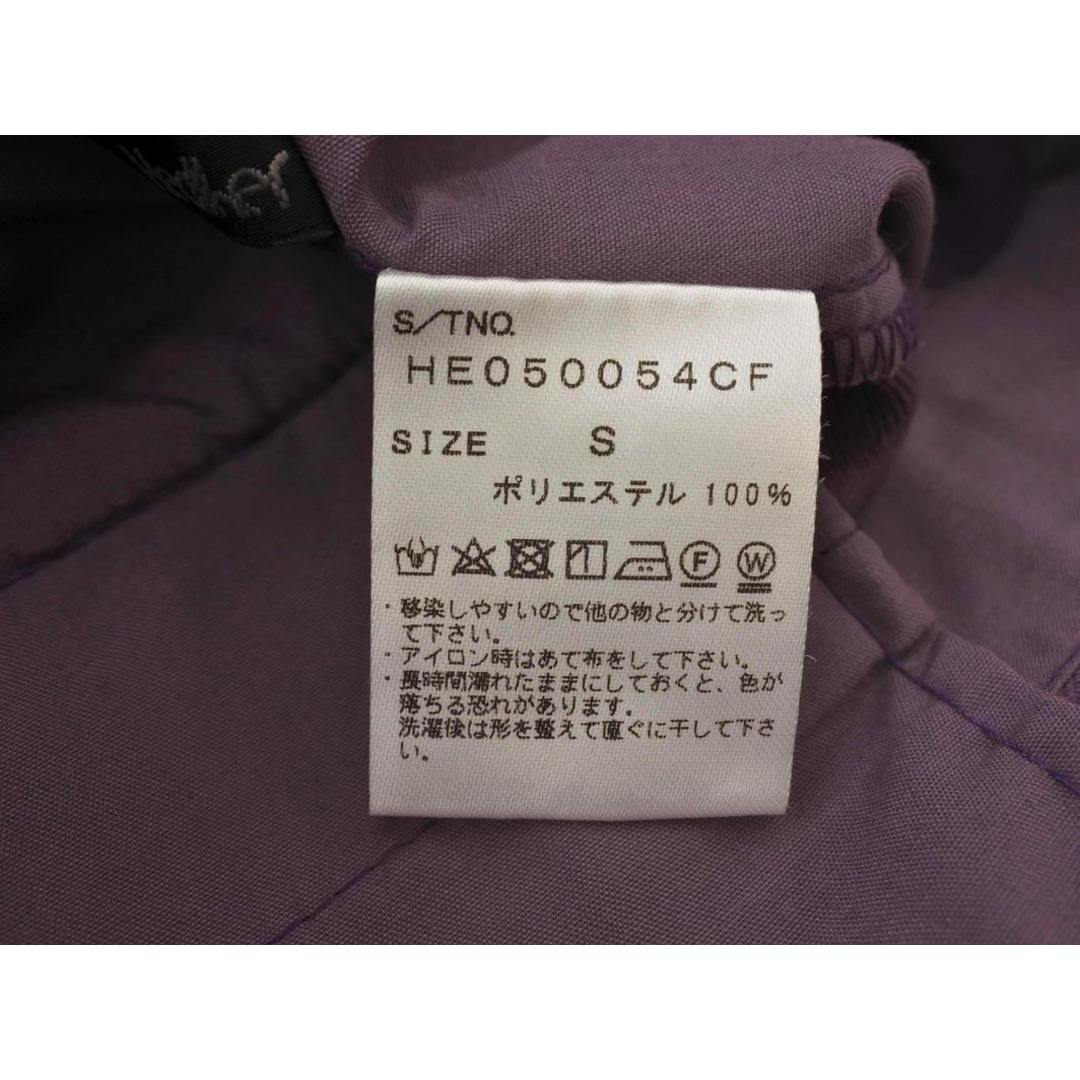 S/TNO.
HE050054CF
SIZE S
ポリエステル 100%
F W
・移染しやすいので他の物と分けて洗っ
て下さい。
・アイロン時はあて布をして下さい。
・長時間濡れたままにしておくと、色が
落ちる恐れがあります。
洗濯後は形を整えて直ぐに干して下さ
い。